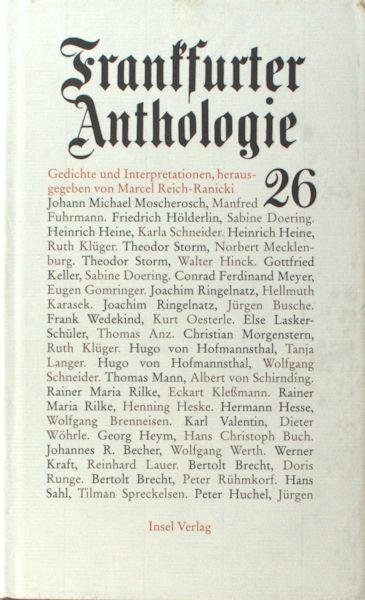 Frankfurter
Anthologie
Gedichte und Interpretationen, heraus-
gegeben von Marcel Reich-Ranicki
26
Johann Michael Moscherosch, Manfred
Fuhrmann. Friedrich Hölderlin, Sabine Doering.
Heinrich Heine, Karla Schneider. Heinrich Heine,
Ruth Klüger. Theodor Storm, Norbert Mecklen-
burg. Theodor Storm, Walter Hinck. Gottfried
Keller, Sabine Doering. Conrad Ferdinand Meyer,
Eugen Gomringer. Joachim Ringelnatz, Hellmuth
Karasek. Joachim Ringelnatz, Jürgen Busche.
Frank Wedekind, Kurt Oesterle. Else Lasker-
Schüler, Thomas Anz. Christian Morgenstern,
Ruth Klüger. Hugo von Hofmannsthal, Tanja
Langer. Hugo von Hofmannsthal, Wolfgang
Schneider. Thomas Mann, Albert von Schirnding.
Rainer Maria Rilke, Eckart Kleßmann. Rainer
Maria Rilke, Henning Heske. Hermann Hesse,
Wolfgang Brenneisen. Karl Valentin, Dieter
Wöhrle. Georg Heym, Hans Christoph Buch.
Johannes R. Becher, Wolfgang Werth. Werner
Kraft, Reinhard Lauer. Bertolt Brecht, Doris
Runge. Bertolt Brecht, Peter Rühmkorf. Hans
Sahl, Tilman Spreckelsen. Peter Huchel, Jürgen
Insel Verlag